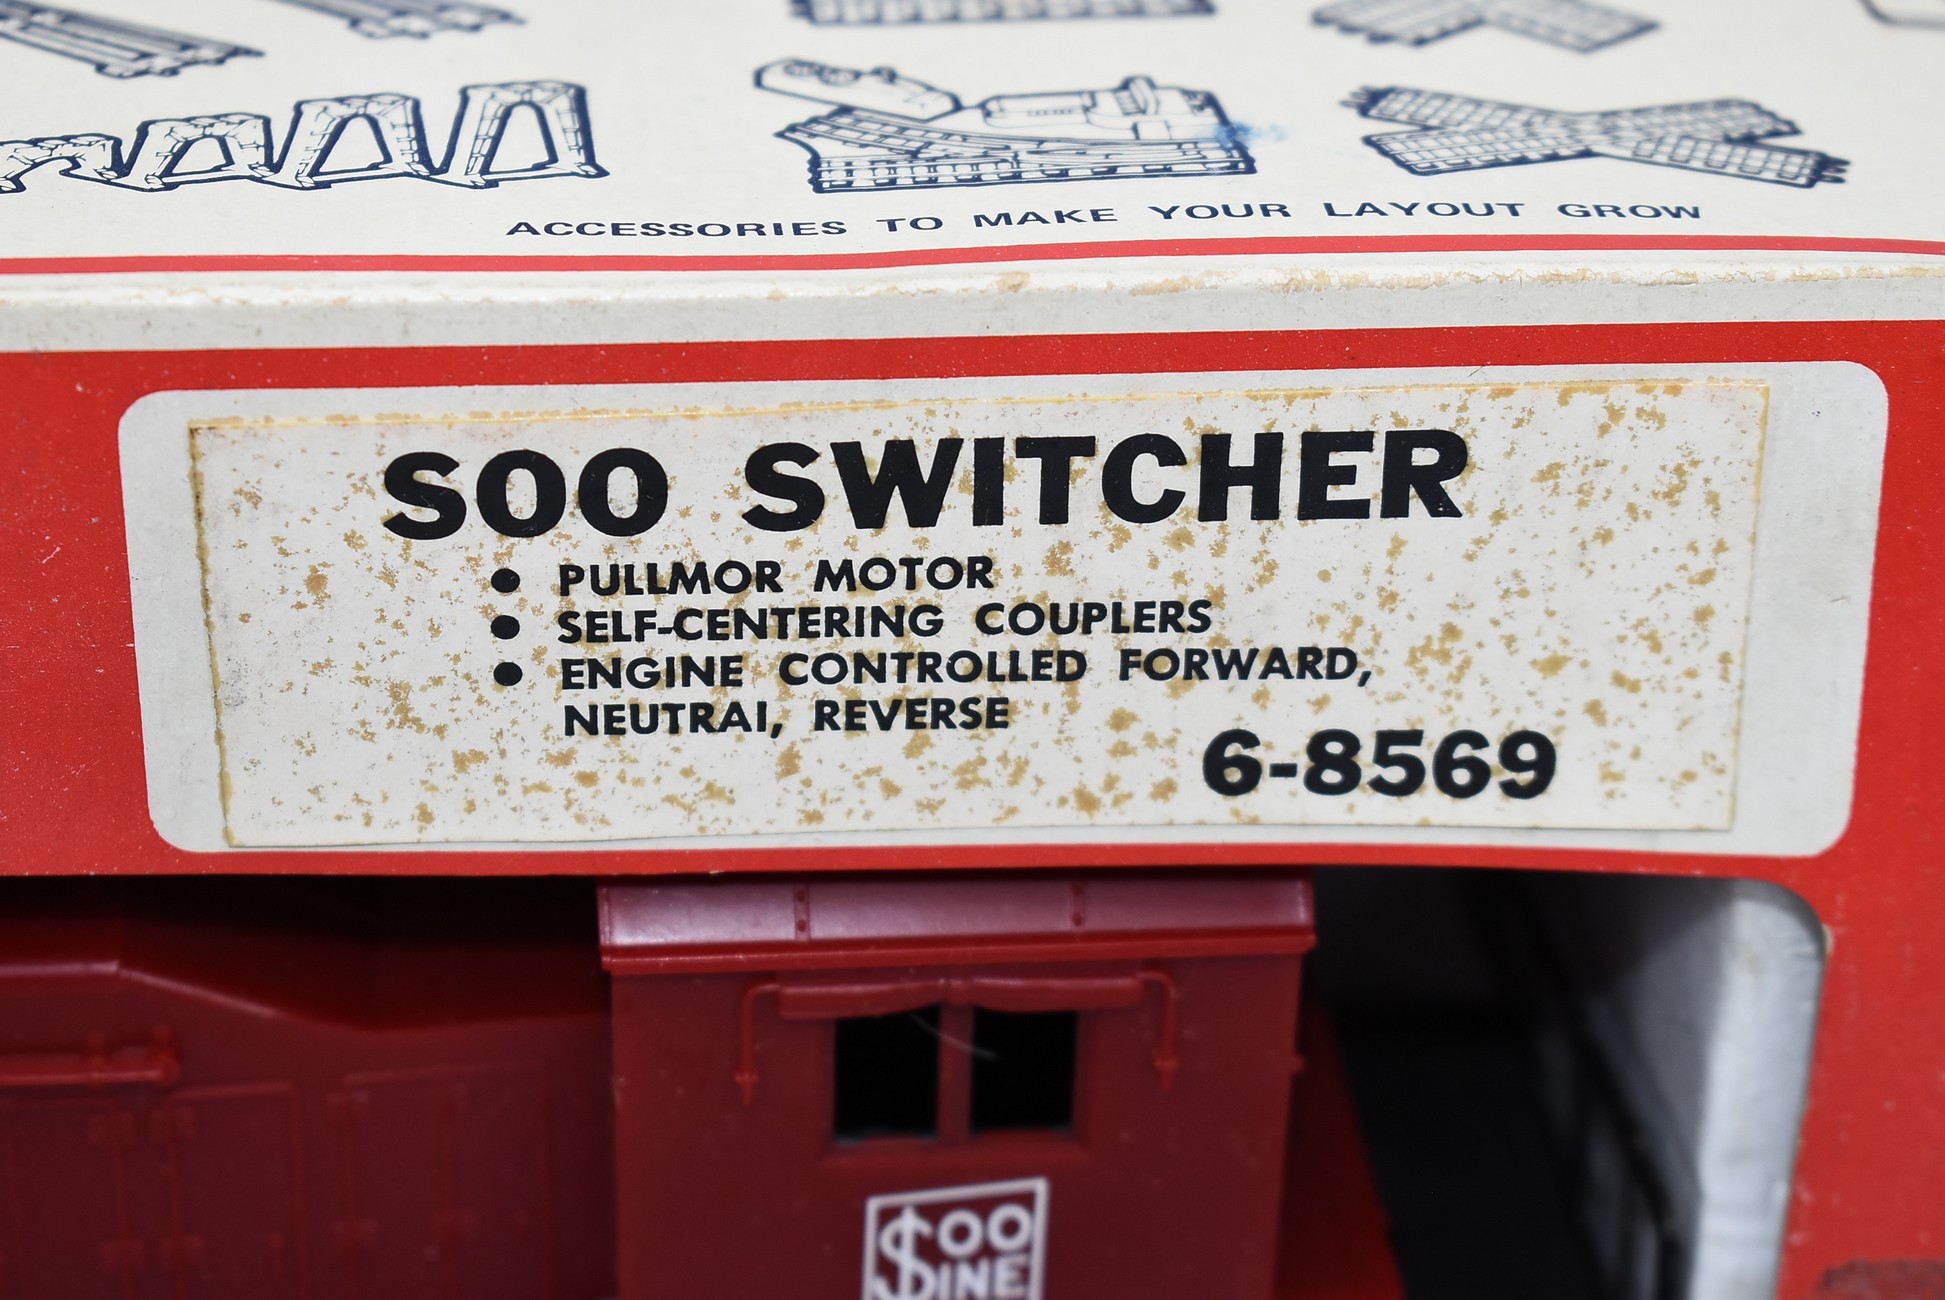 ACCESSORIES TO MAKE YOUR LAYOUT GROW
SOO SWITCHER
• PULLMOR MOTOR
• SELF-CENTERING COUPLERS
• ENGINE CONTROLLED FORWARD,
NEUTRAI, REVERSE
6-8569
SOO
LINE